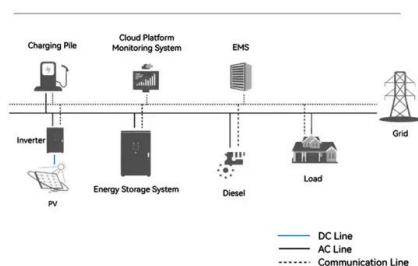 Charging Pile
Cloud Platform
Monitoring System
EMS
Grid
Inverter
PV
Energy Storage System
Diesel
Load
DC Line
AC Line
Communication Line